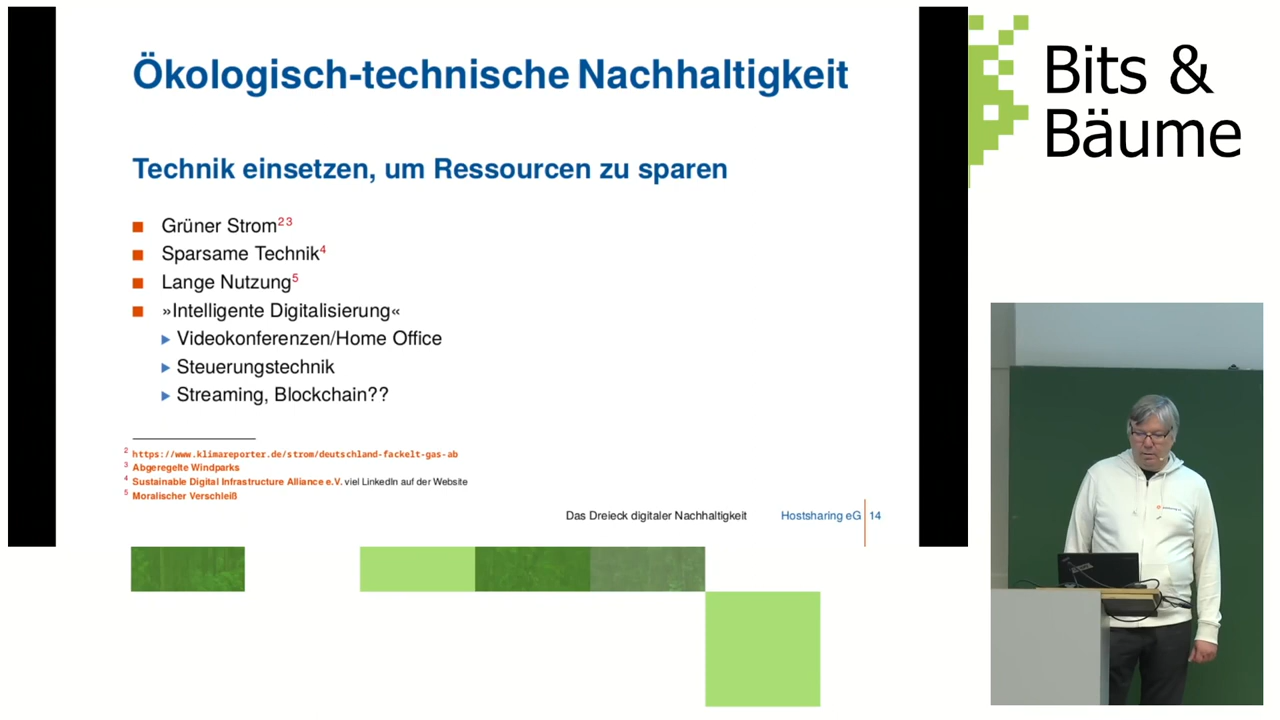 Ökologisch-technische Nachhaltigkeit
Technik einsetzen, um Ressourcen zu sparen
Grüner Strom2 3
Sparsame Technik4
Lange Nutzung5
»Intelligente Digitalisierung«
Videokonferenzen/Home Office
Steuerungstechnik
Streaming, Blockchain??
2 https://www.klimareporter.de/strom/deutschland-fackelt-gas-ab
3 Abgeregelte Windparks
4 Sustainable Digital Infrastructure Alliance e.V. viel LinkedIn auf der Website
5 Moralischer Verschleiß
Das Dreieck digitaler Nachhaltigkeit Hostsharing eG 14
Bits &
Bäume